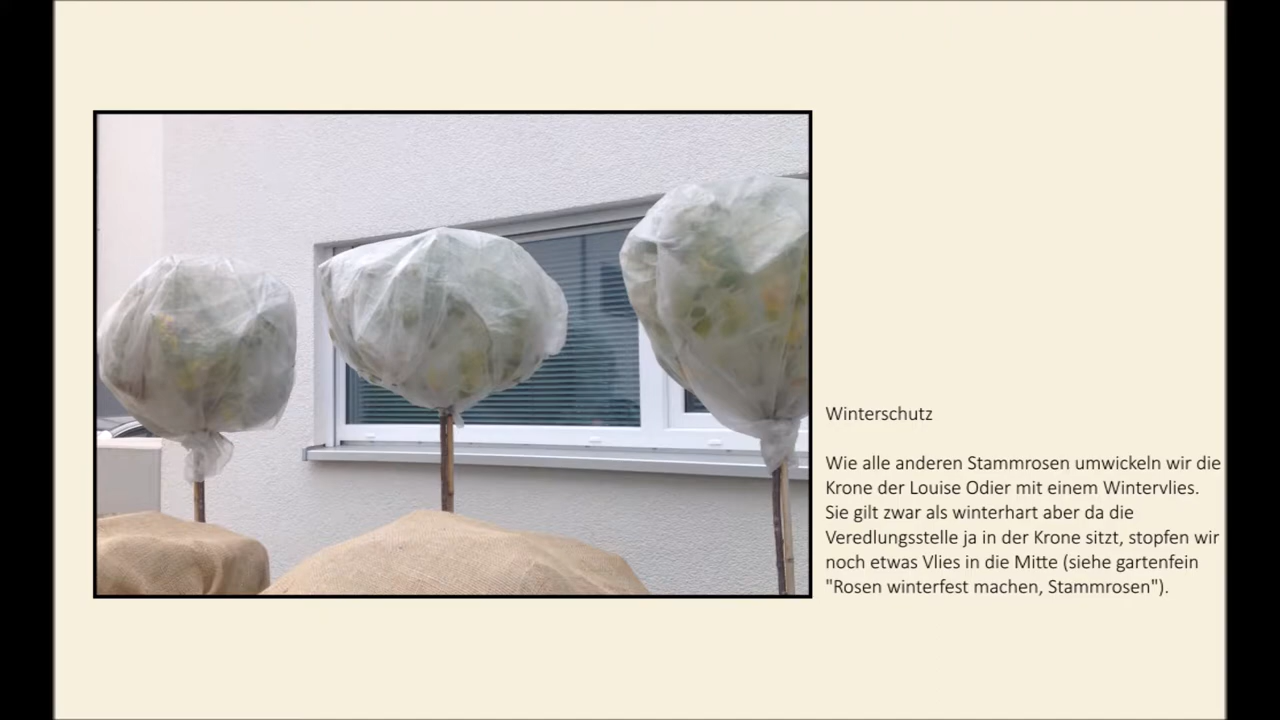 Winterschutz
Wie alle anderen Stammrosen umwickeln wir die
Krone der Louise Odier mit einem Wintervlies.
Sie gilt zwar als winterhart aber da die
Veredlungsstelle ja in der Krone sitzt, stopfen wir
noch etwas Vlies in die Mitte (siehe gartenfein
"Rosen winterfest machen, Stammrosen").